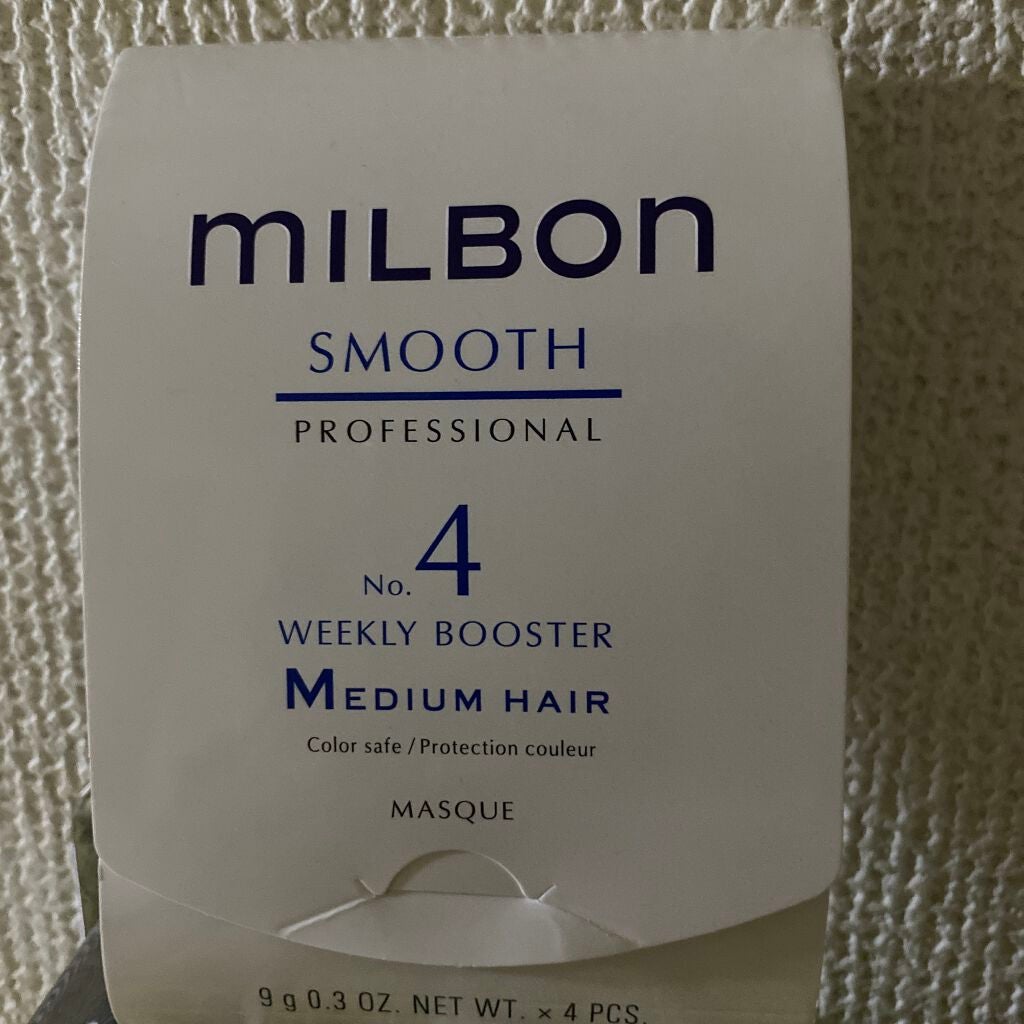 mILBOn
SMOOTH
PROFESSIONAL
No. 4
WEEKLY BOOSTER
MEDIUM HAIR
Color safe / Protection couleur
MASQUE
9 g 0.3 OZ. NET WT. × 4 PCS.